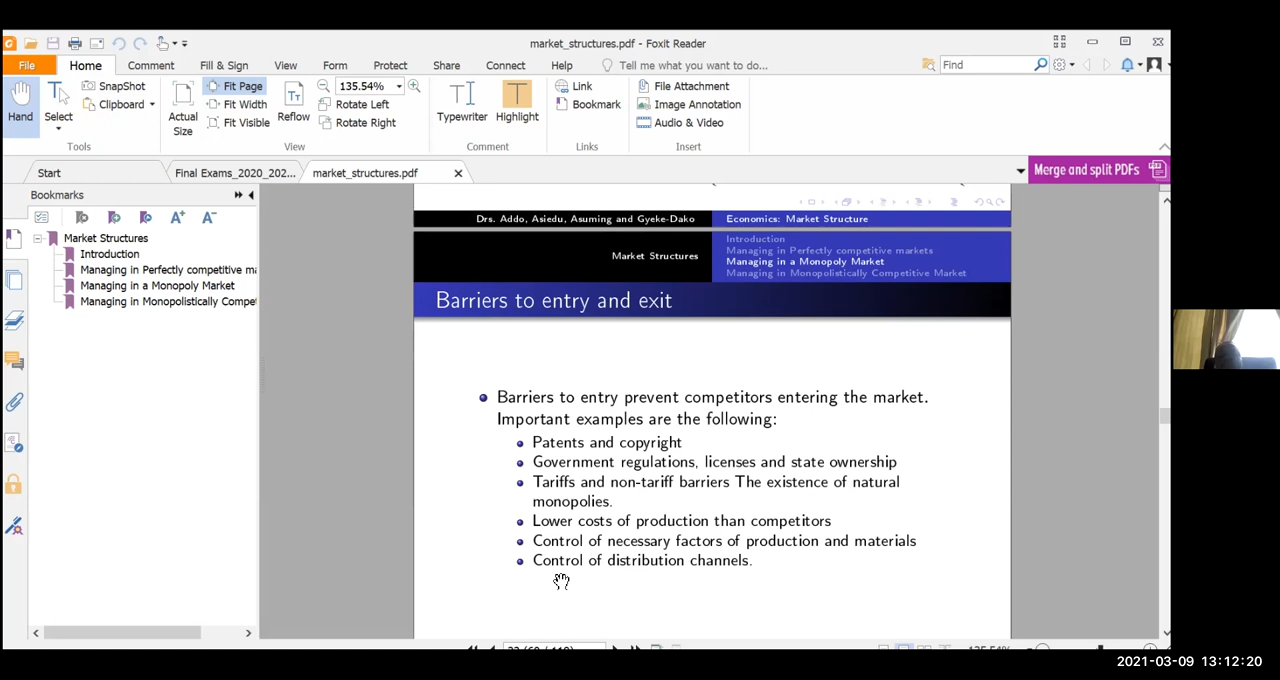 market_structures.pdf - Foxit Reader
File Home Comment Fill & Sign View Form Protect Share Connect Help Tell me what you want to do... Find
SnapShot Fit Page 135.54% Link File Attachment
Clipboard Fit Width Rotate Left Bookmark Image Annotation
Hand Select Actual Size Fit Visible Reflow Rotate Right Typewriter Highlight Audio & Video
Tools View Comment Links Insert
Start Final Exams_2020_202... market_structures.pdf Merge and split PDFs
Bookmarks
Market Structures
Introduction
Managing in Perfectly competitive ma
Managing in a Monopoly Market
Managing in Monopolistically Compet
Drs. Addo, Asiedu, Asuming and Gyeke-Dako Economics: Market Structure
Market Structures
Introduction
Managing in Perfectly competitive markets
Managing in a Monopoly Market
Managing in Monopolistically Competitive Market
Barriers to entry and exit
Barriers to entry prevent competitors entering the market.
Important examples are the following:
Patents and copyright
Government regulations, licenses and state ownership
Tariffs and non-tariff barriers The existence of natural
monopolies.
Lower costs of production than competitors
Control of necessary factors of production and materials
Control of distribution channels.
2021-03-09 13:12:20